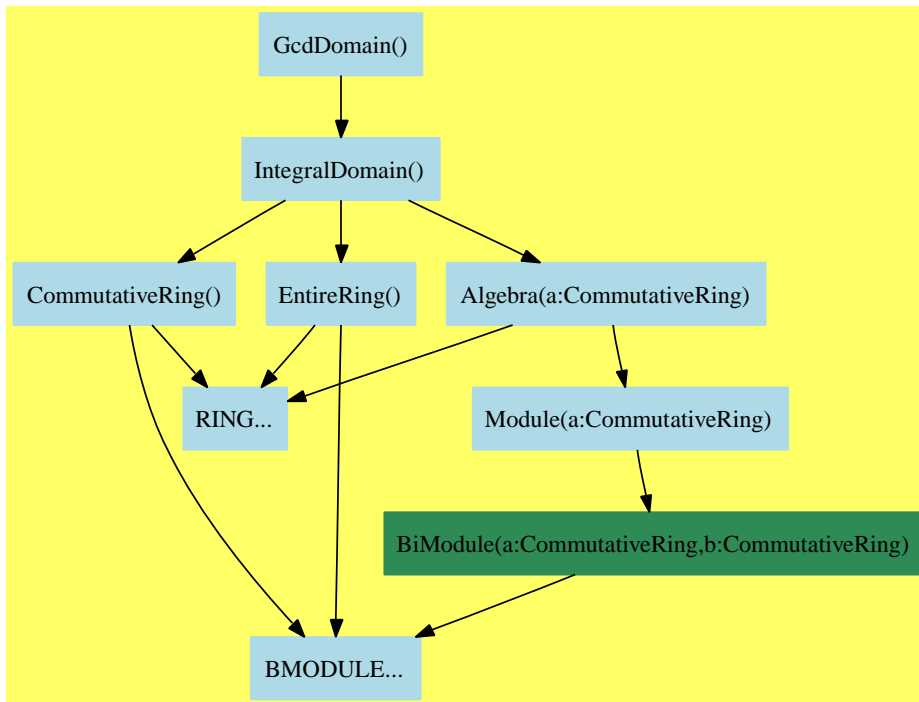 GcdDomain()
IntegralDomain()
CommutativeRing()
EntireRing()
Algebra(a:CommutativeRing)
RING...
Module(a:CommutativeRing)
BiModule(a:CommutativeRing,b:CommutativeRing)
BMODULE...